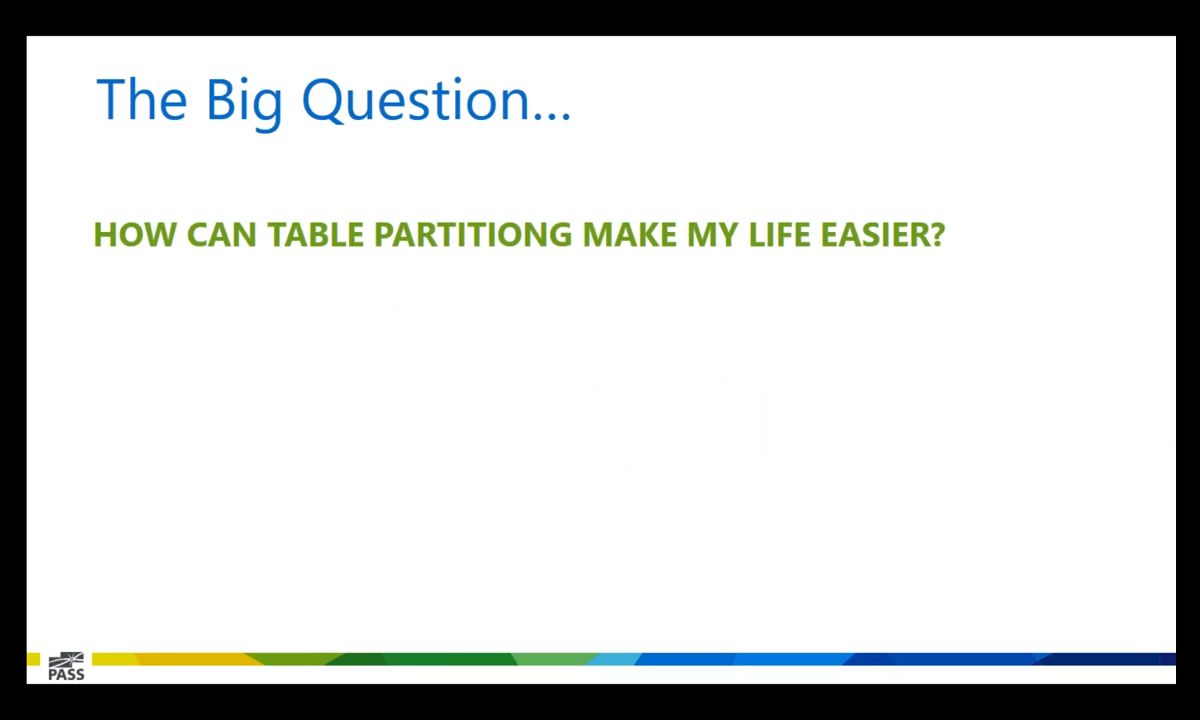 The Big Question...
HOW CAN TABLE PARTITIONG MAKE MY LIFE EASIER?
PASS